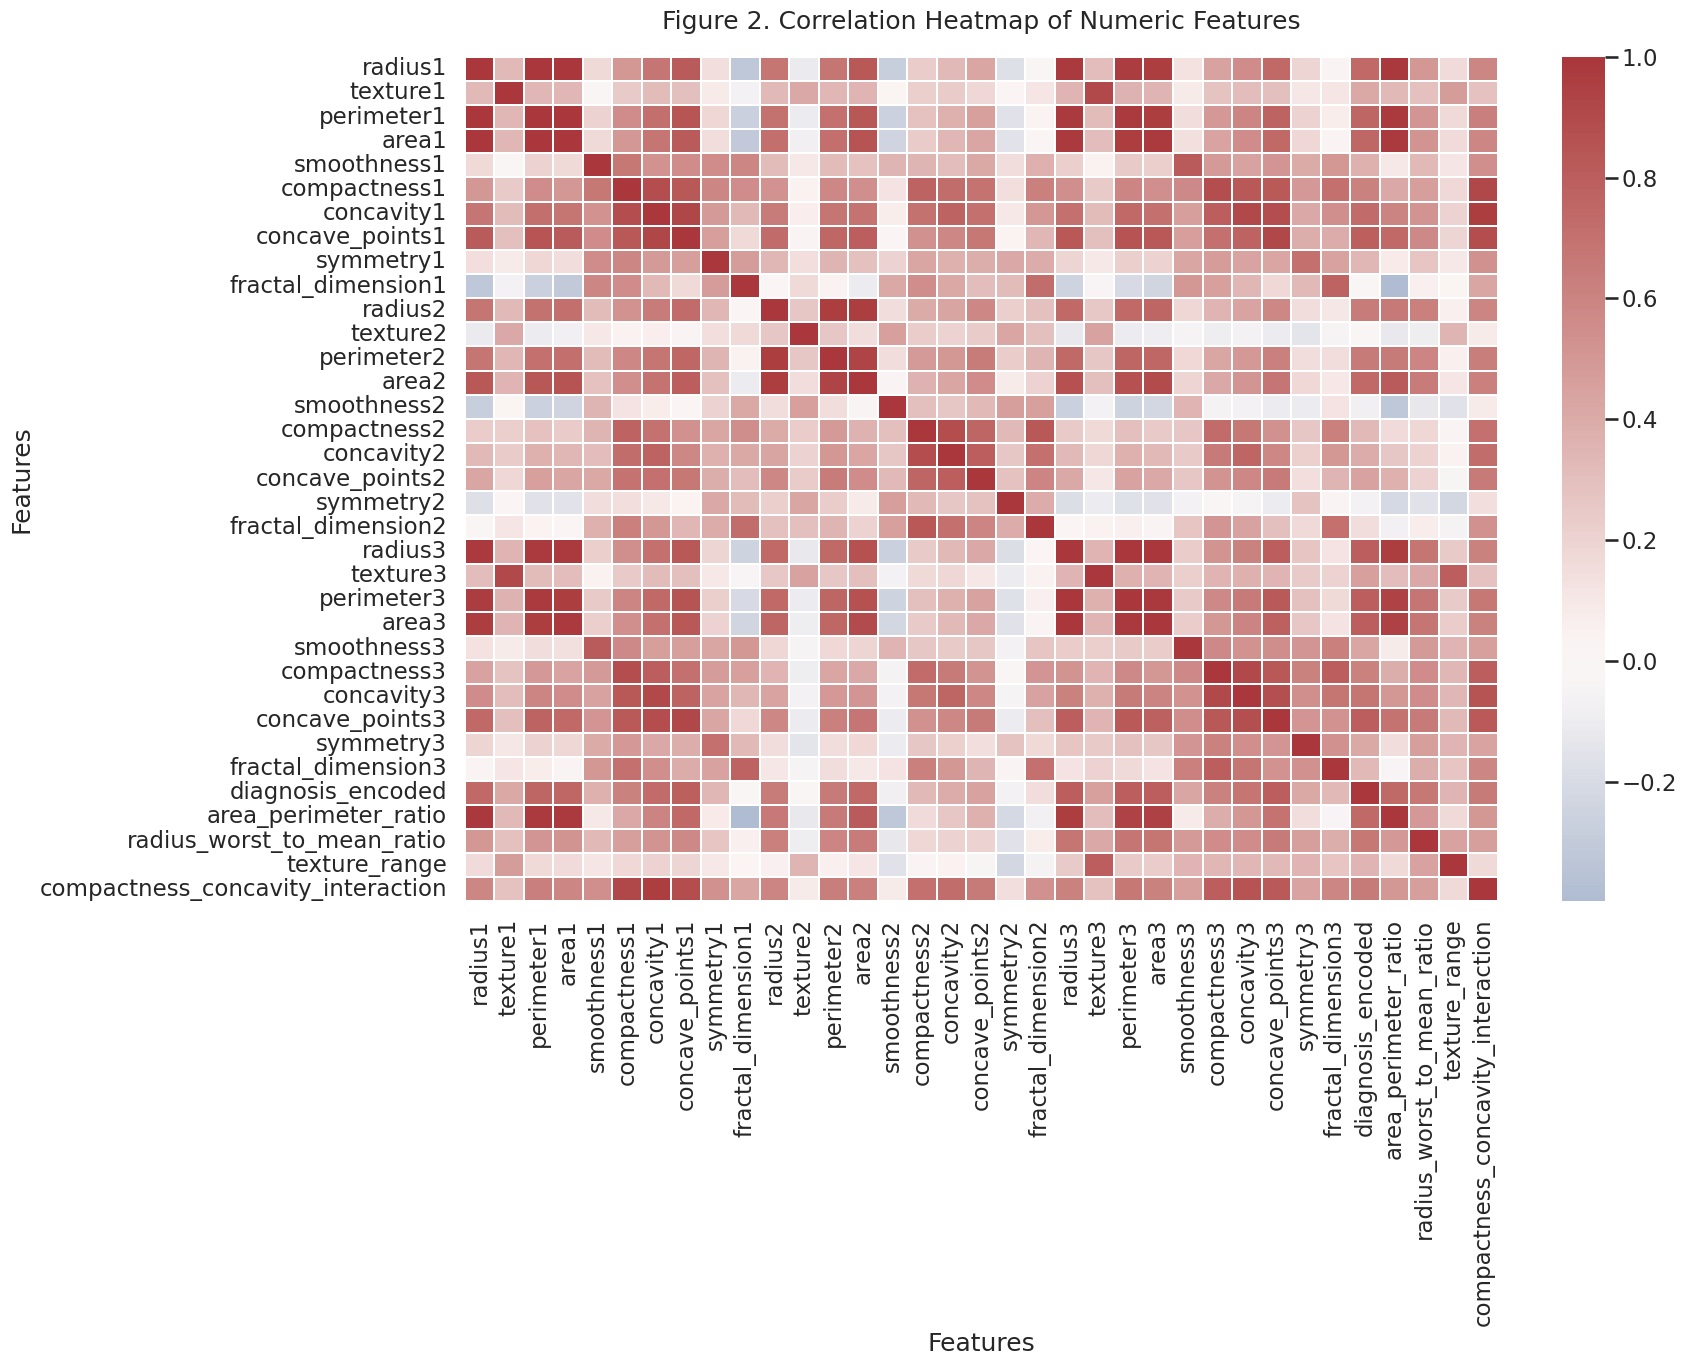 Figure 2. Correlation Heatmap of Numeric Features
Features
radius1
texture1
perimeter1
area1
smoothness1
compactness1
concavity1
concave_points1
symmetry1
fractal_dimension1
radius2
texture2
perimeter2
area2
smoothness2
compactness2
concavity2
concave_points2
symmetry2
fractal_dimension2
radius3
texture3
perimeter3
area3
smoothness3
compactness3
concavity3
concave_points3
symmetry3
fractal_dimension3
diagnosis_encoded
area_perimeter_ratio
radius_worst_to_mean_ratio
texture_range
compactness_concavity_interaction
radius1
texture1
perimeter1
area1
smoothness1
compactness1
concavity1
concave_points1
symmetry1
fractal_dimension1
radius2
texture2
perimeter2
area2
smoothness2
compactness2
concavity2
concave_points2
symmetry2
fractal_dimension2
radius3
texture3
perimeter3
area3
smoothness3
compactness3
concavity3
concave_points3
symmetry3
fractal_dimension3
diagnosis_encoded
area_perimeter_ratio
radius_worst_to_mean_ratio
texture_range
compactness_concavity_interaction
Features
1.0
0.8
0.6
0.4
0.2
0.0
−0.2